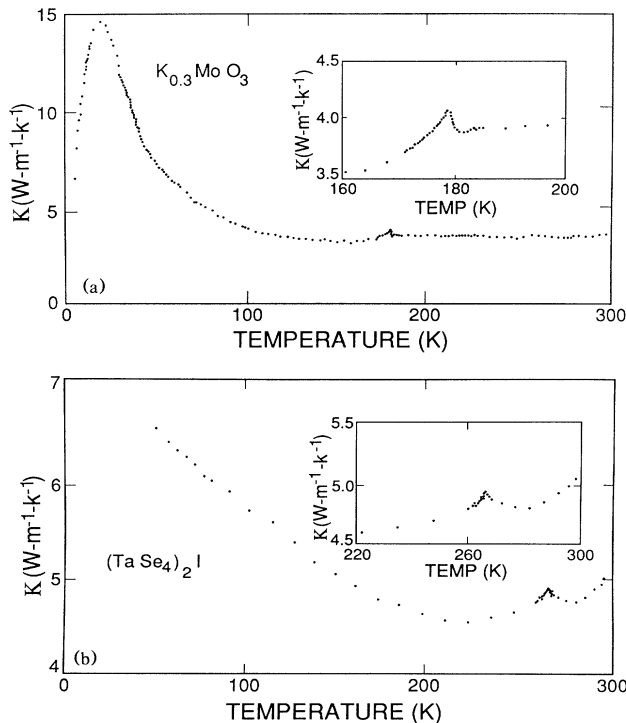 15
10
5
0
K(W-m-1-k-1)
K0.3Mo O3
(a)
0
100
200
300
TEMPERATURE (K)
4.5
4.0
3.5
K(W-m-1-k-1)
160
180
200
TEMP (K)
7
6
5
4
K(W-m-1-k-1)
(Ta Se4)2 I
(b)
0
100
200
300
TEMPERATURE (K)
5.5
5.0
4.5
K(W-m-1-k-1)
220
260
300
TEMP (K)